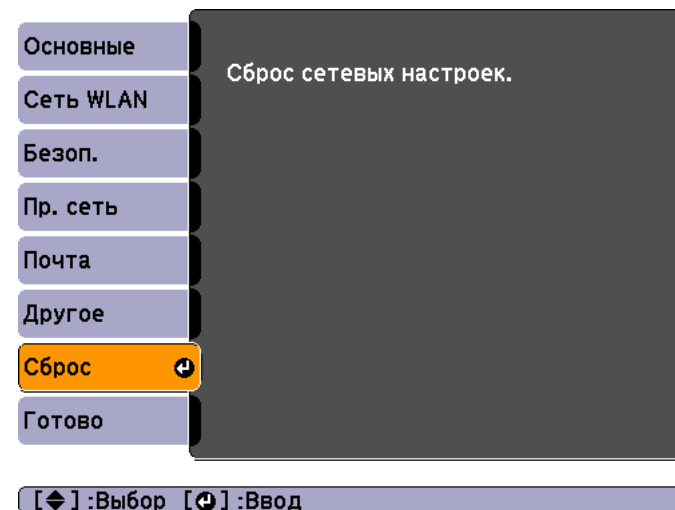 Основные
Сеть WLAN
Безоп.
Пр. сеть
Почта
Другое
Сброс
Готово
Сброс сетевых настроек.
[◆]:Выбор [⏎]:Ввод